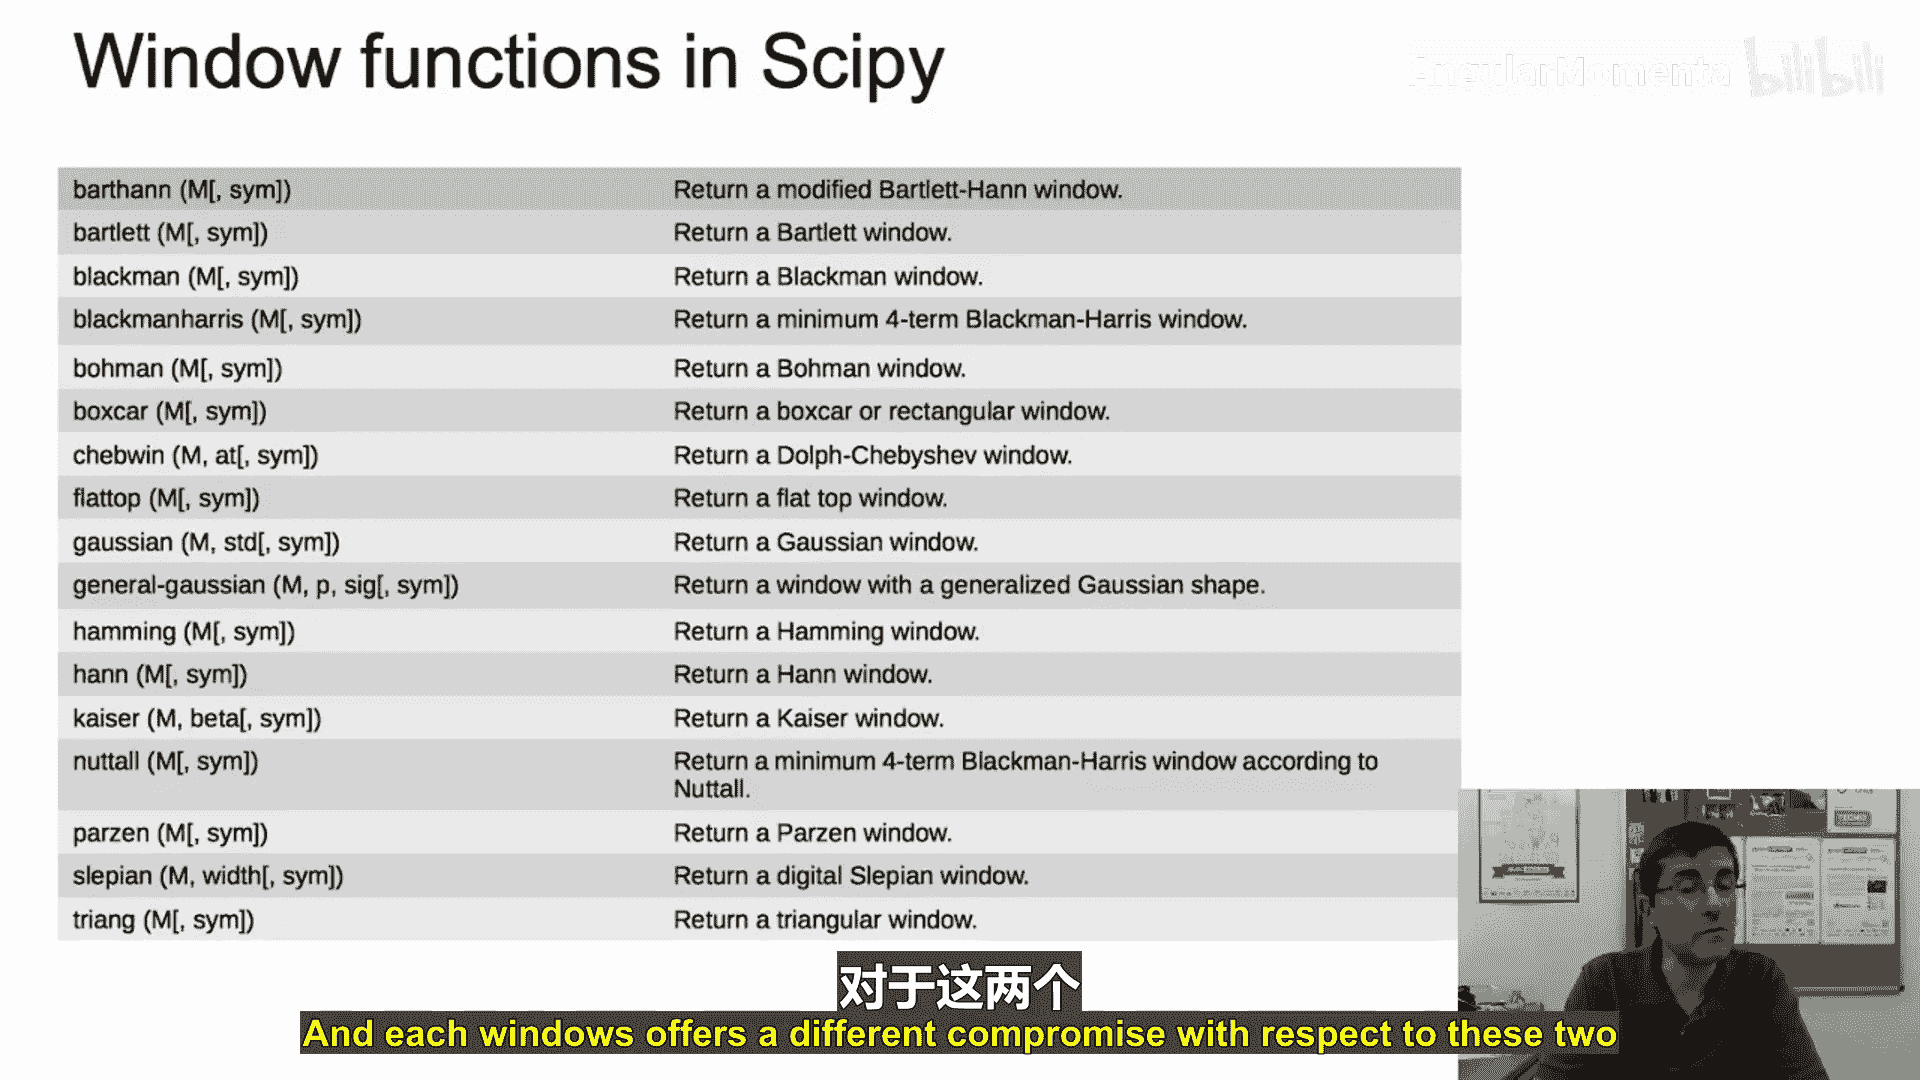 Window functions in Scipy
AngularMomenta bilibili
barthann (M[, sym]) Return a modified Bartlett-Hann window.
bartlett (M[, sym]) Return a Bartlett window.
blackman (M[, sym]) Return a Blackman window.
blackmanharris (M[, sym]) Return a minimum 4-term Blackman-Harris window.
bohman (M[, sym]) Return a Bohman window.
boxcar (M[, sym]) Return a boxcar or rectangular window.
chebwin (M, at[, sym]) Return a Dolph-Chebyshev window.
flattop (M[, sym]) Return a flat top window.
gaussian (M, std[, sym]) Return a Gaussian window.
general-gaussian (M, p, sig[, sym]) Return a window with a generalized Gaussian shape.
hamming (M[, sym]) Return a Hamming window.
hann (M[, sym]) Return a Hann window.
kaiser (M, beta[, sym]) Return a Kaiser window.
nuttall (M[, sym]) Return a minimum 4-term Blackman-Harris window according to
Nuttall.
parzen (M[, sym]) Return a Parzen window.
slepian (M, width[, sym]) Return a digital Slepian window.
triang (M[, sym]) Return a triangular window.
对于这两个
And each windows offers a different compromise with respect to these two